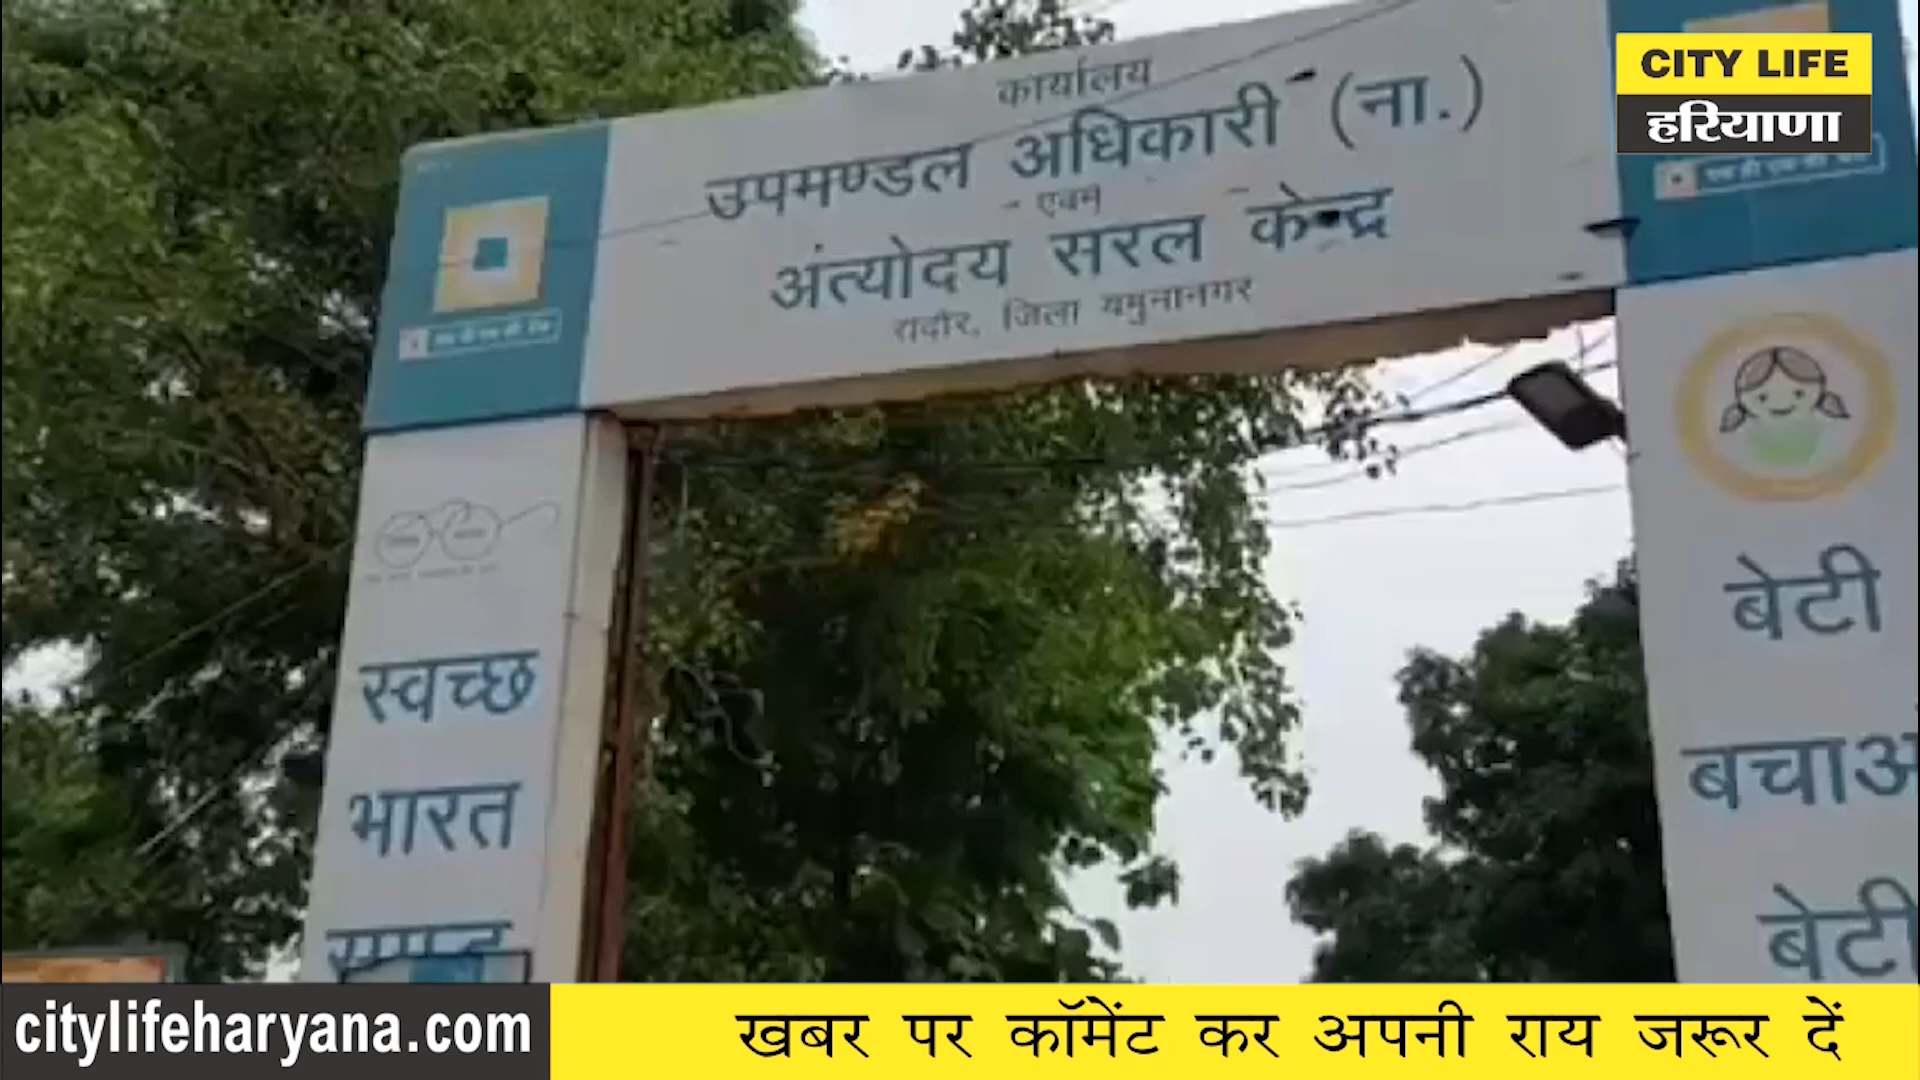 CITY LIFE
हरियाणा
कार्यालय
उपमण्डल अधिकारी (ना.)
एवम
अंत्योदय सरल केन्द्र
रादौर, जिला यमुनानगर
स्वच्छ
भारत
बेटी
बचाओ
बेटी
citylifeharyana.com
खबर पर कॉमेंट कर अपनी राय जरूर दें